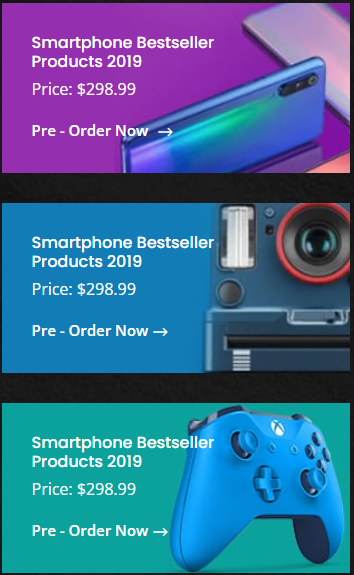 Smartphone Bestseller
Products 2019
Price: $298.99
Pre - Order Now →
Smartphone Bestseller
Products 2019
Price: $298.99
Pre - Order Now →
Smartphone Bestseller
Products 2019
Price: $298.99
Pre - Order Now →